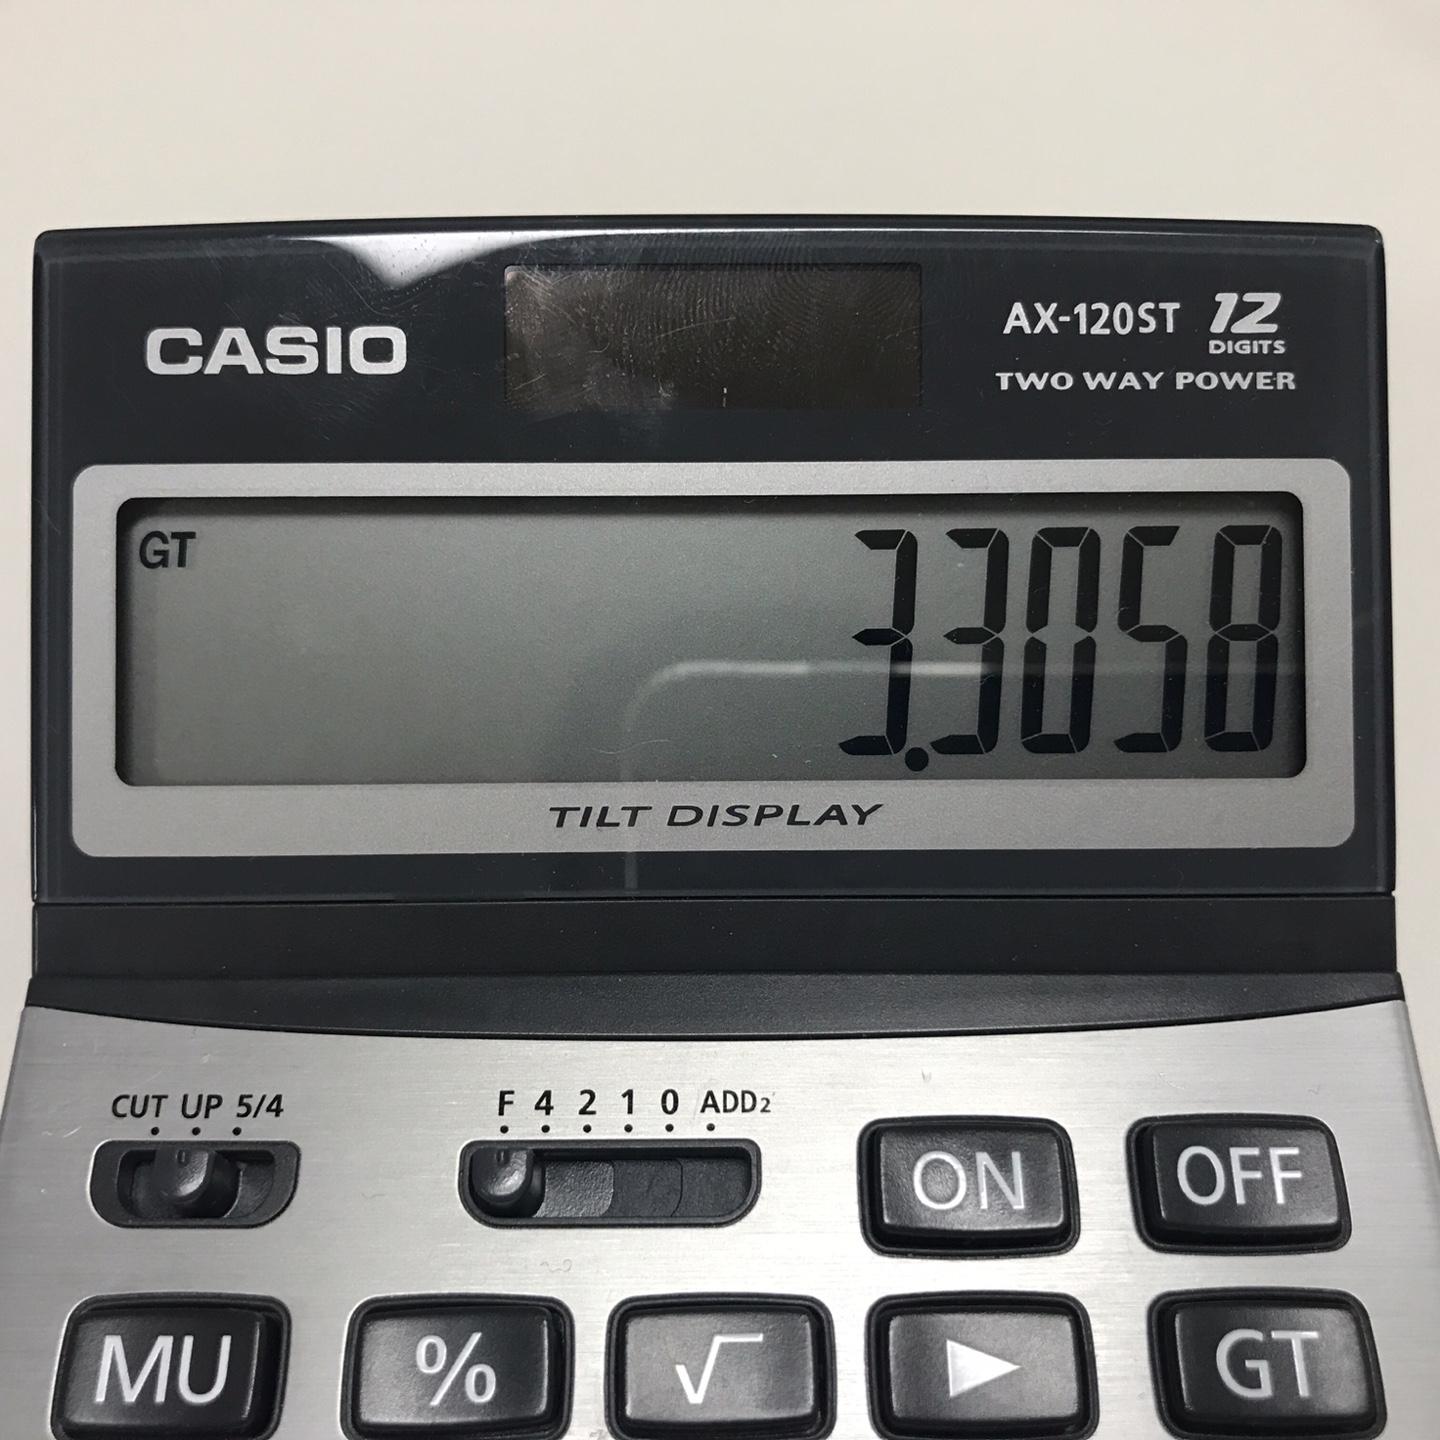 CASIO
AX-120ST 12
DIGITS
TWO WAY POWER
GT
3.3058
TILT DISPLAY
CUT UP 5/4
F 4 2 1 0 ADD2
ON OFF
MU % √ ▶ GT